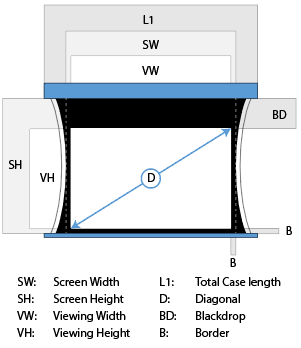 L1
SW
VW
BD
SH
VH
D
B
B
SW: Screen Width L1: Total Case length
SH: Screen Height D: Diagonal
VW: Viewing Width BD: Blackdrop
VH: Viewing Height B: Border